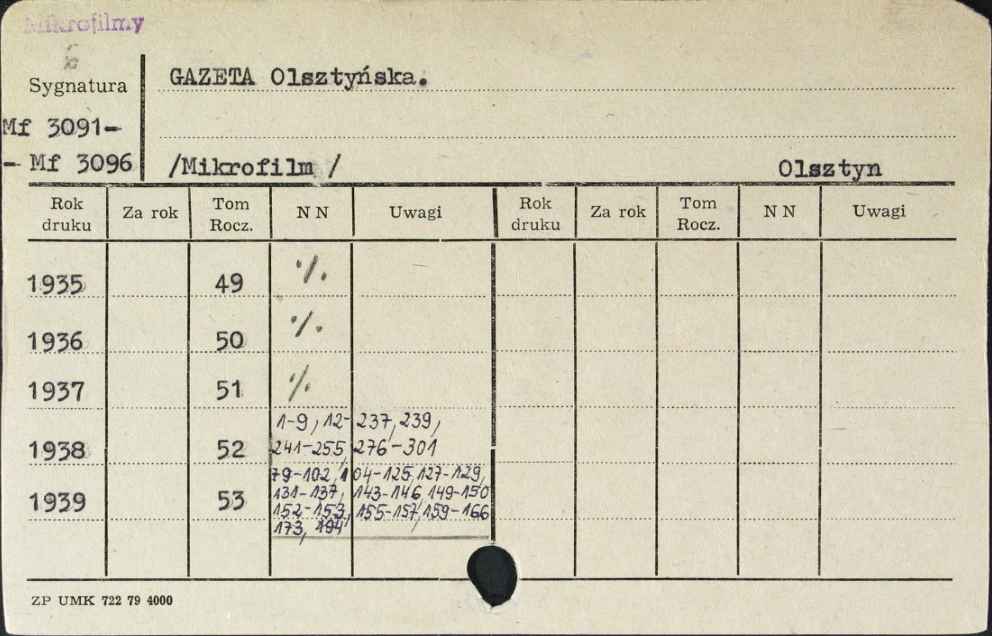 Mikrofilmy
Sygnatura
GAZETA Olsztyńska.
Mf 3091-
- Mf 3096
/Mikrofilm /
Olsztyn
Rok druku Za rok Tom Rocz. N N Uwagi Rok druku Za rok Tom Rocz. N N Uwagi
1935 49 ·/.
1936 50 ·/.
1937 51 ·/.
1-9, 12-237, 239,
1938 52 241-255, 276-301
79-102, 104-125, 127-129,
1939 53 131-137, 143-146, 149-150
152-153, 155-157, 159-166
173, 194
ZP UMK 722 79 4000